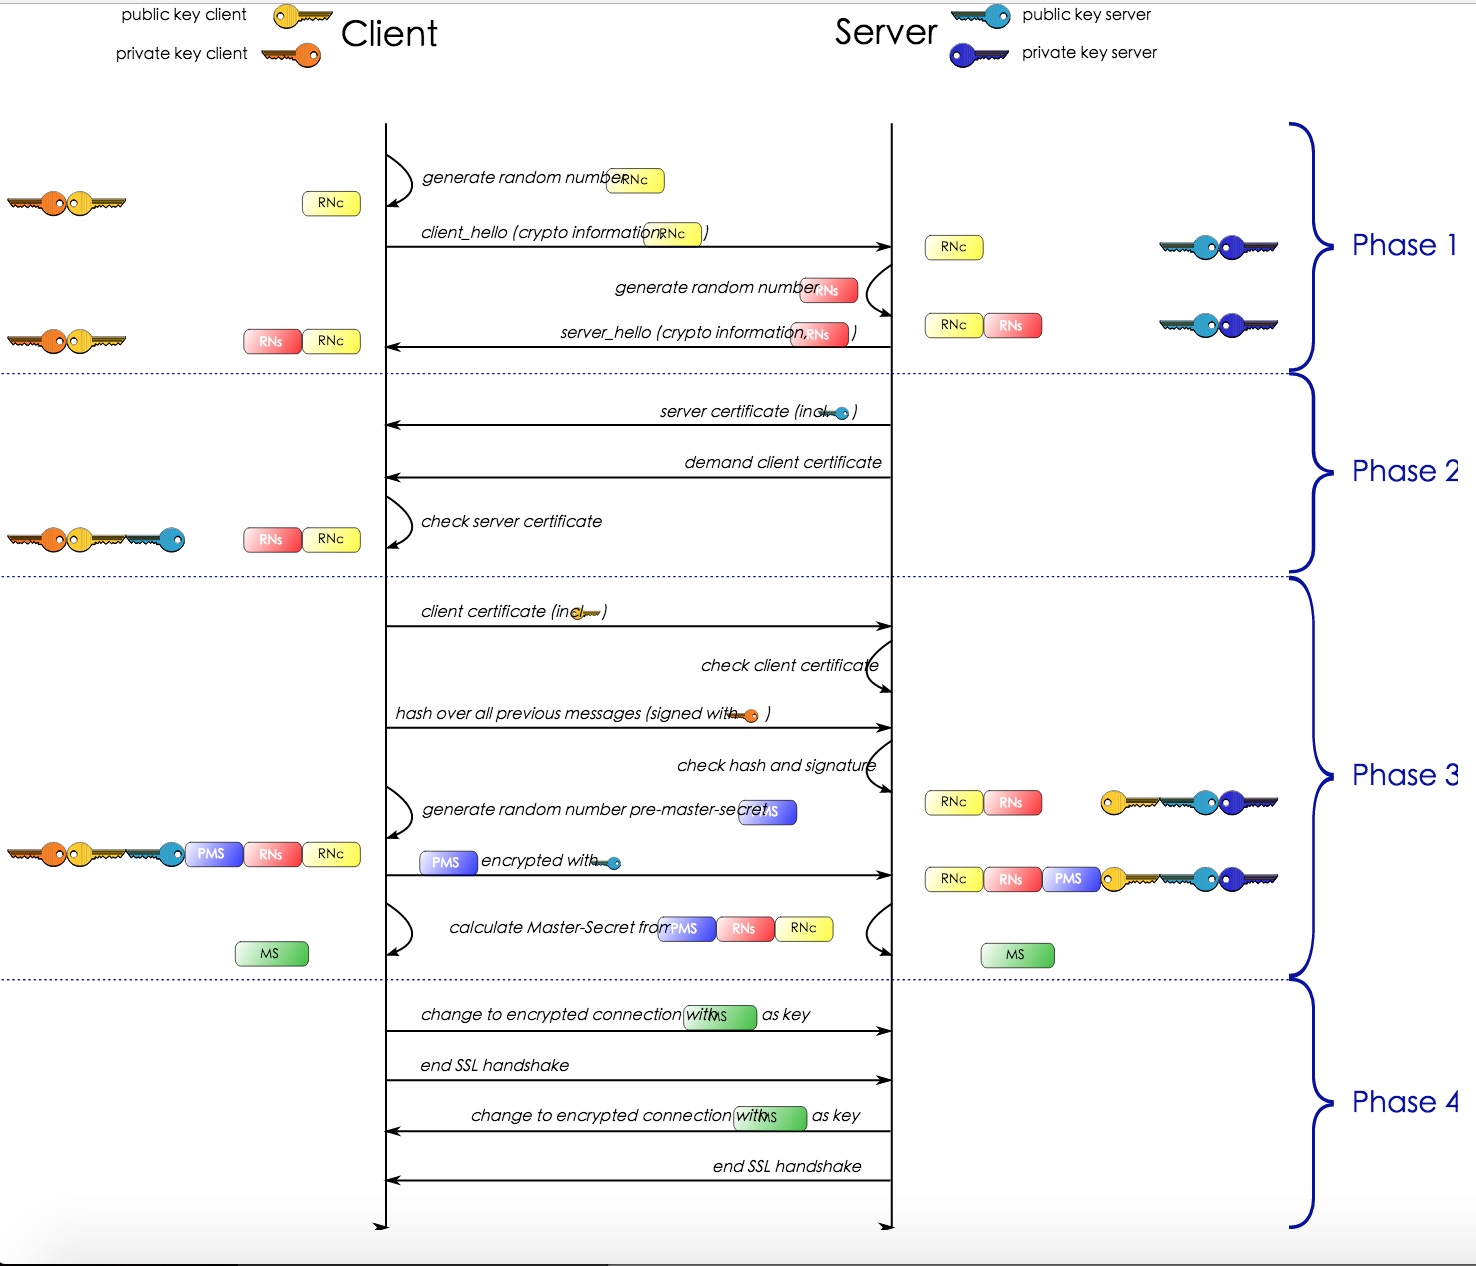 public key client
private key client
Client
Server
public key server
private key server
generate random number RNc
RNc
client_hello (crypto information, RNc )
RNc
Phase 1
generate random number RNs
RNc RNs
server_hello (crypto information, RNs )
RNs RNc
server certificate (incl. )
demand client certificate
Phase 2
check server certificate
RNs RNc
client certificate (incl. )
check client certificate
hash over all previous messages (signed with )
check hash and signature
Phase 3
generate random number pre-master-secret PMS
RNc RNs
PMS RNs RNc
PMS encrypted with
RNc RNs PMS
calculate Master-Secret from PMS RNs RNc
MS
MS
change to encrypted connection with MS as key
end SSL handshake
Phase 4
change to encrypted connection with MS as key
end SSL handshake